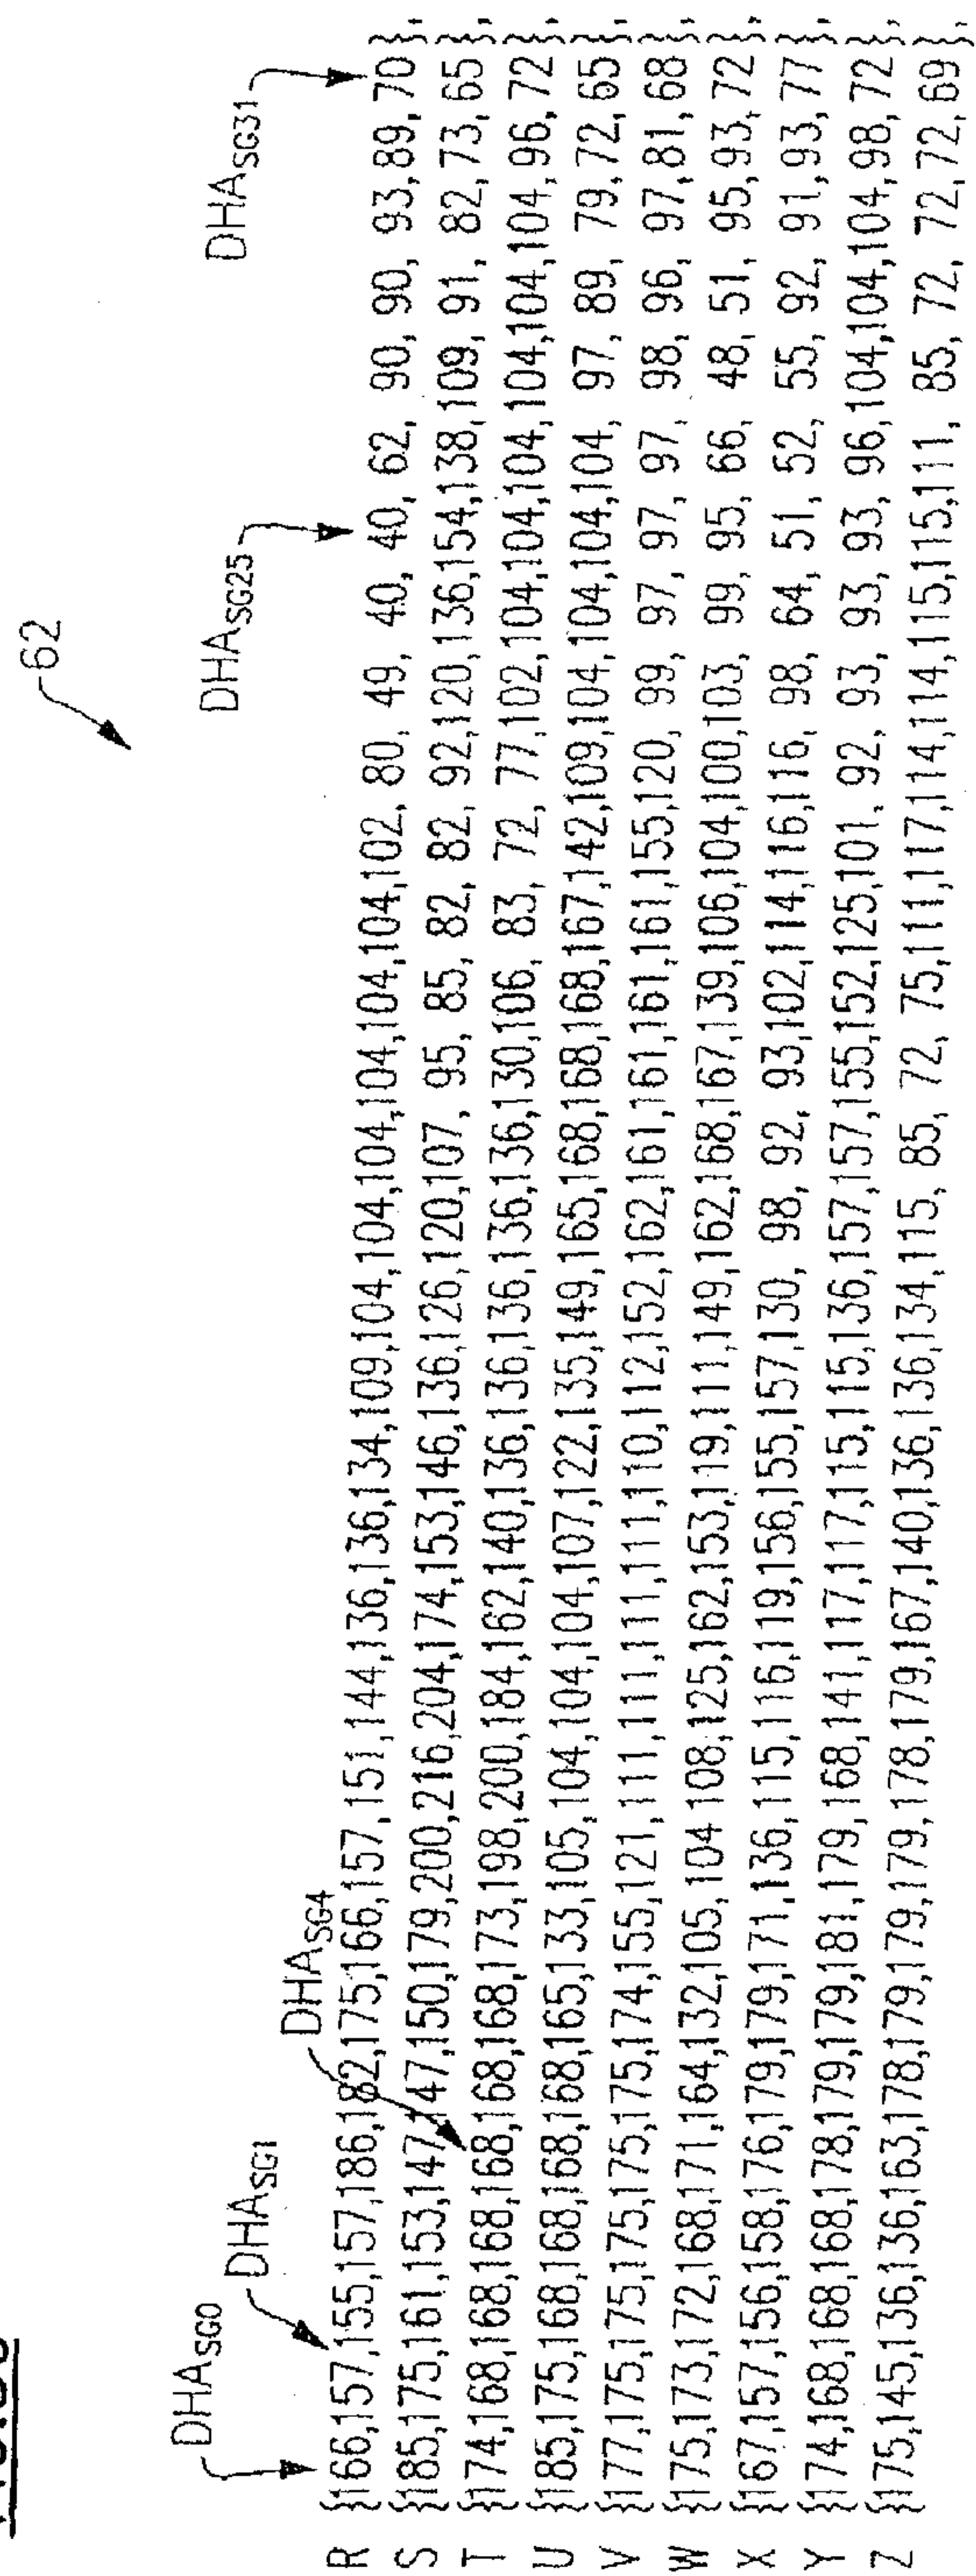 62
DHASG0
DHASG1
DHASG4
DHASG25
DHASG31
R {166,157,155,157,186,182,175,166,157,151,144,136,136,134,109,104,104,104,104,104,104,102, 80, 49, 40, 40, 62, 90, 90, 93,89,70 },
S {185,175,161,153,147,147,150,179,200,216,204,174,153,146,136,126,120,107, 95, 85, 82, 82, 92,120,136,154,138,109, 91, 82,73,65 },
T {174,168,168,168,168,168,168,173,198,200,184,162,140,136,136,136,136,136,130,106, 83, 72, 77,102,104,104,104,104,104,104,96,72 },
U {185,175,168,168,168,168,165,133,105,104,104,104,107,122,135,149,165,168,168,168,167,142,109,104,104,104,104, 97, 89, 79,72,65 },
V {177,175,175,175,175,175,174,155,121,111,111,111,111,110,112,152,162,161,161,161,161,155,120, 99, 97, 97, 97, 98, 96, 97,81,68 },
W {175,173,172,168,171,164,132,105,104,108,125,162,153,119,111,149,162,168,167,139,106,104,100,103, 99, 95, 66, 48, 51, 95,93,72 },
X {167,157,156,158,176,179,179,171,136,115,116,119,156,155,157,130, 98, 92, 93,102,114,116,116, 98, 64, 51, 52, 55, 92, 91,93,77 },
Y {174,168,168,168,178,179,179,181,179,168,141,117,117,115,115,136,157,157,157,155,152,125,101, 92, 93, 93, 93, 96,104,104,98,72 },
Z {175,145,136,136,163,178,179,179,179,178,179,167,140,136,136,134,115, 85, 72, 75,111,117,114,114,115,115,111, 85, 72, 72,72,69 },